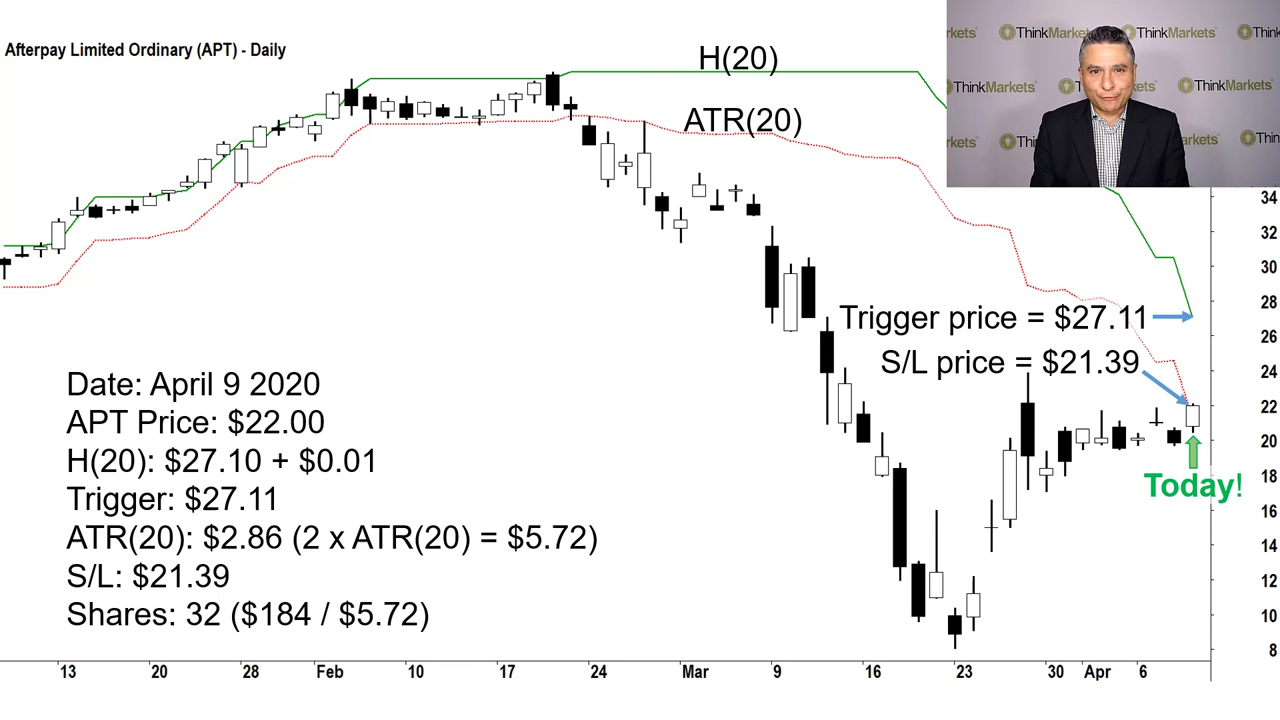 Afterpay Limited Ordinary (APT) - Daily
H(20)
ATR(20)
arkets
ThinkMarkets
ThinkMarkets
ThinkMarkets
ThinkMarkets
arkets
Trigger price = $27.11
S/L price = $21.39
Date: April 9 2020
APT Price: $22.00
H(20): $27.10 + $0.01
Trigger: $27.11
ATR(20): $2.86 (2 x ATR(20) = $5.72)
S/L: $21.39
Shares: 32 ($184 / $5.72)
Today!
34
32
30
28
26
24
22
20
18
16
14
12
10
8
13 20 28 Feb 10 17 24 Mar 9 16 23 30 Apr 6